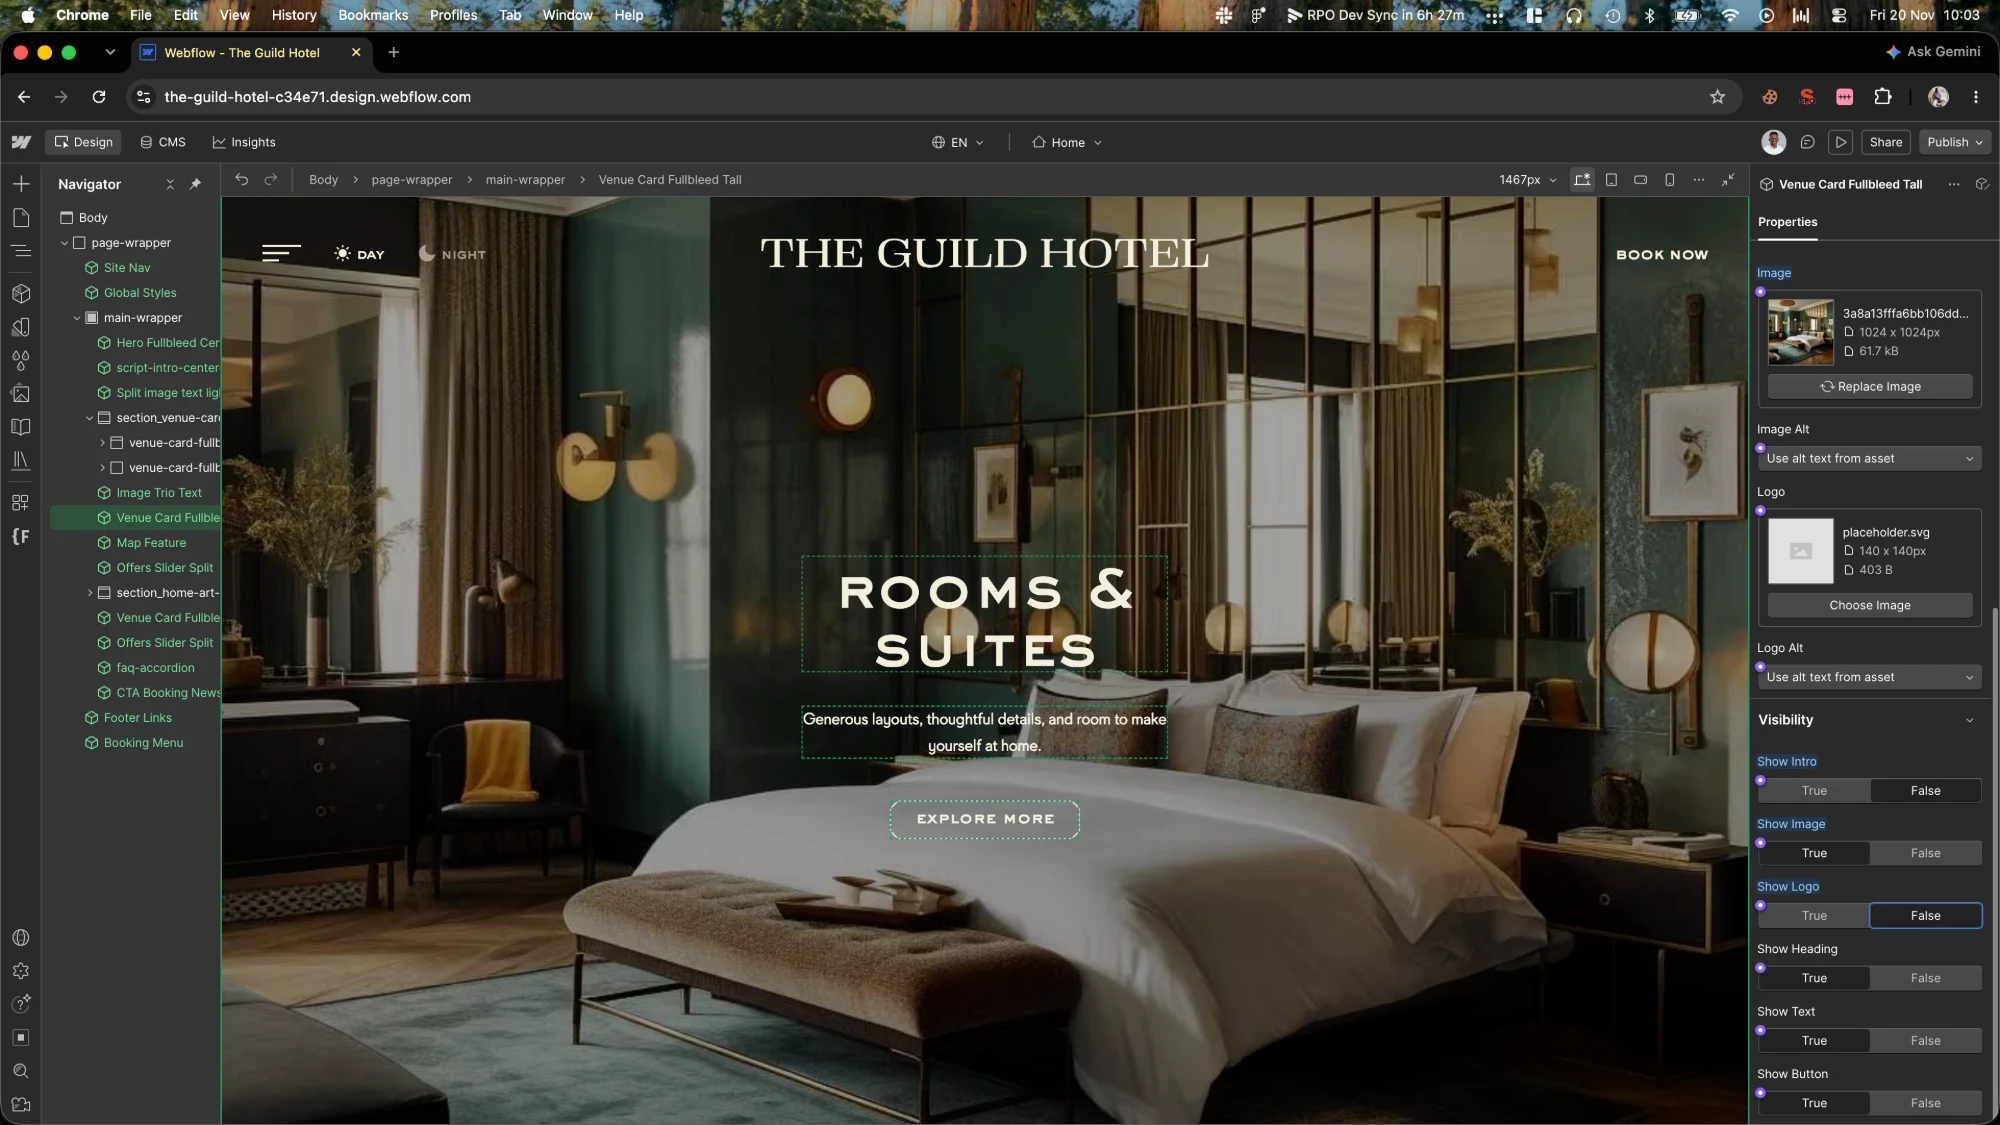 Chrome File Edit View History Bookmarks Profiles Tab Window Help RPO Dev Sync in 6h 27m Fri 20 Nov 10:03
Webflow - The Guild Hotel Ask Gemini
the-guild-hotel-c34e71.design.webflow.com
Design CMS Insights EN Home Share Publish
Navigator
Body page-wrapper main-wrapper Venue Card Fullbleed Tall 1467px
Body
page-wrapper
Site Nav
Global Styles
main-wrapper
Hero Fullbleed Cer
script-intro-center
Split image text lig
section_venue-card
venue-card-fullb
venue-card-fullb
Image Trio Text
Venue Card Fullble
Map Feature
Offers Slider Split
section_home-art-
Venue Card Fullble
Offers Slider Split
faq-accordion
CTA Booking News
Footer Links
Booking Menu
DAY NIGHT THE GUILD HOTEL BOOK NOW
ROOMS &
SUITES
Generous layouts, thoughtful details, and room to make
yourself at home.
EXPLORE MORE
Venue Card Fullbleed Tall
Properties
Image
3a8a13fffa6bb106dd...
1024 x 1024px
61.7 kB
Replace Image
Image Alt
Use alt text from asset
Logo
placeholder.svg
140 x 140px
403 B
Choose Image
Logo Alt
Use alt text from asset
Visibility
Show Intro
True False
Show Image
True False
Show Logo
True False
Show Heading
True False
Show Text
True False
Show Button
True False